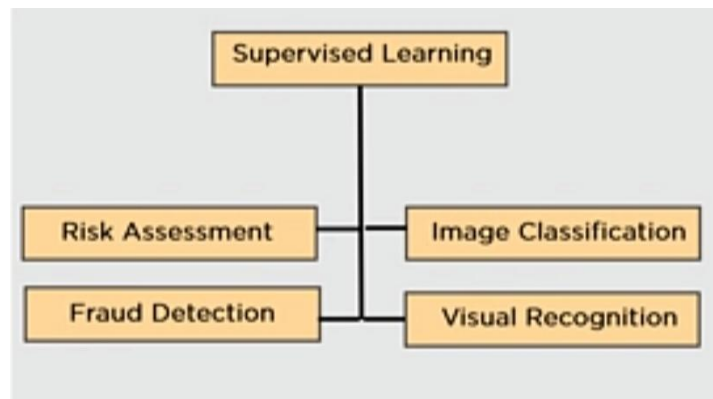 Supervised Learning
Risk Assessment
Image Classification
Fraud Detection
Visual Recognition